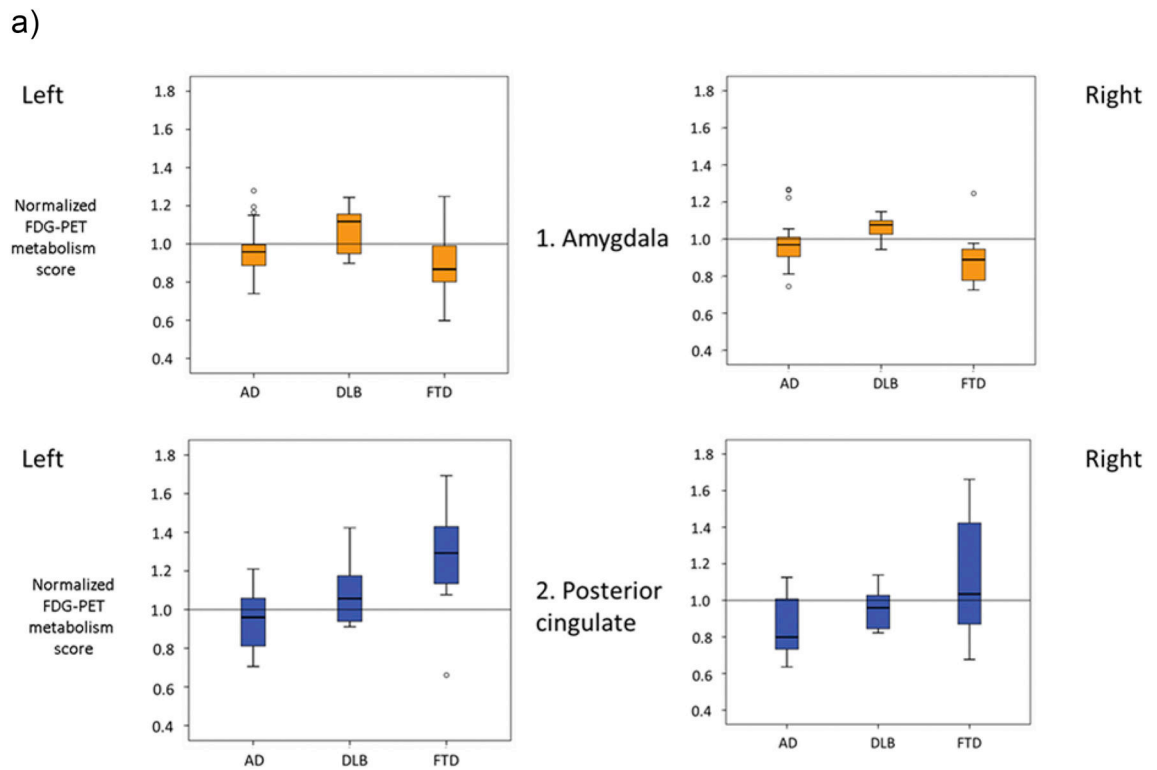 a)
Left
Right
Normalized
FDG-PET
metabolism
score
1.8
1.6
1.4
1.2
1.0
0.8
0.6
0.4
AD
DLB
FTD
1. Amygdala
1.8
1.6
1.4
1.2
1.0
0.8
0.6
0.4
AD
DLB
FTD
Left
Right
Normalized
FDG-PET
metabolism
score
1.8
1.6
1.4
1.2
1.0
0.8
0.6
0.4
AD
DLB
FTD
2. Posterior
cingulate
1.8
1.6
1.4
1.2
1.0
0.8
0.6
0.4
AD
DLB
FTD